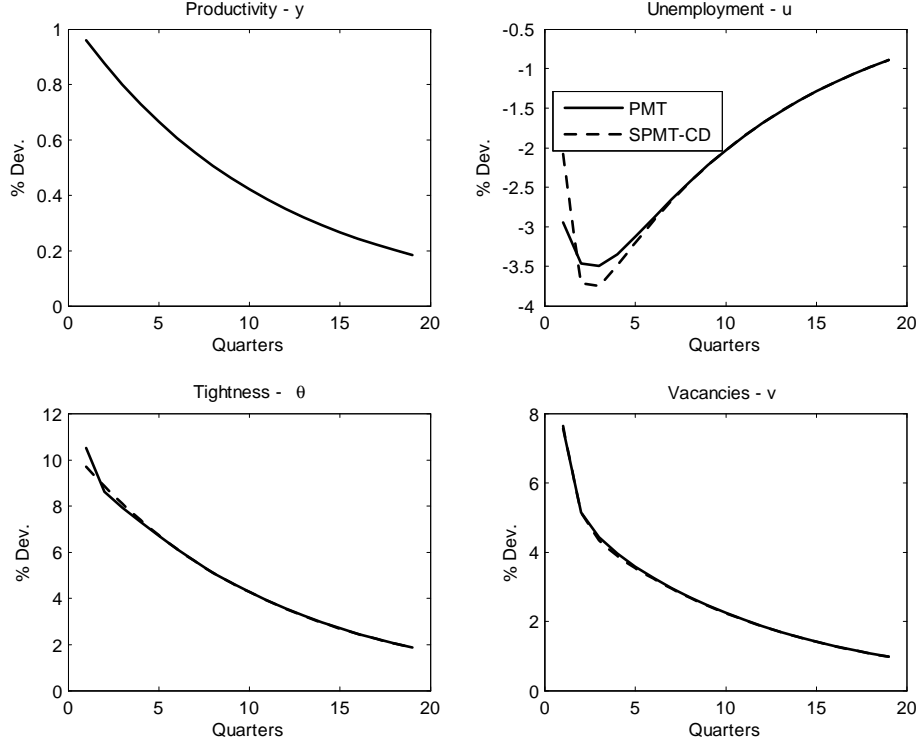 Productivity - y
% Dev.
1
0.8
0.6
0.4
0.2
0
0 5 10 15 20
Quarters
Unemployment - u
% Dev.
-0.5
-1
-1.5
-2
-2.5
-3
-3.5
-4
PMT
SPMT-CD
0 5 10 15 20
Quarters
Tightness - θ
% Dev.
12
10
8
6
4
2
0
0 5 10 15 20
Quarters
Vacancies - v
% Dev.
8
6
4
2
0
0 5 10 15 20
Quarters